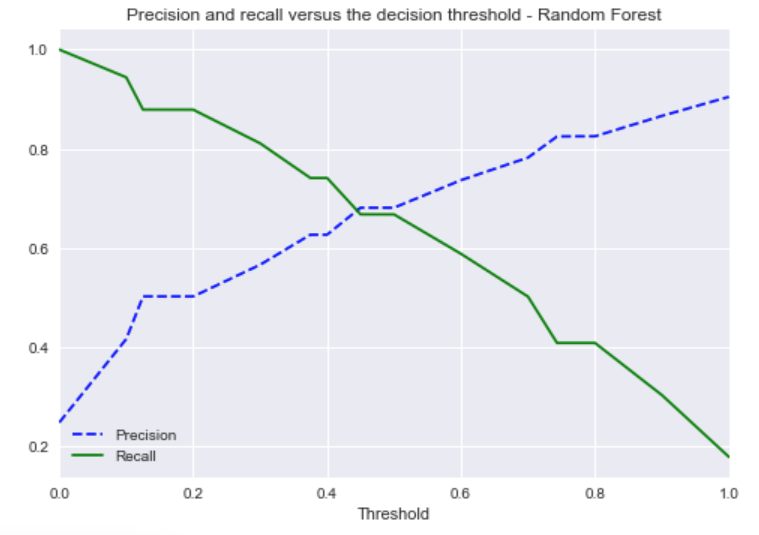 Precision and recall versus the decision threshold - Random Forest
1.0
0.8
0.6
0.4
0.2
Precision
Recall
0.0 0.2 0.4 0.6 0.8 1.0
Threshold